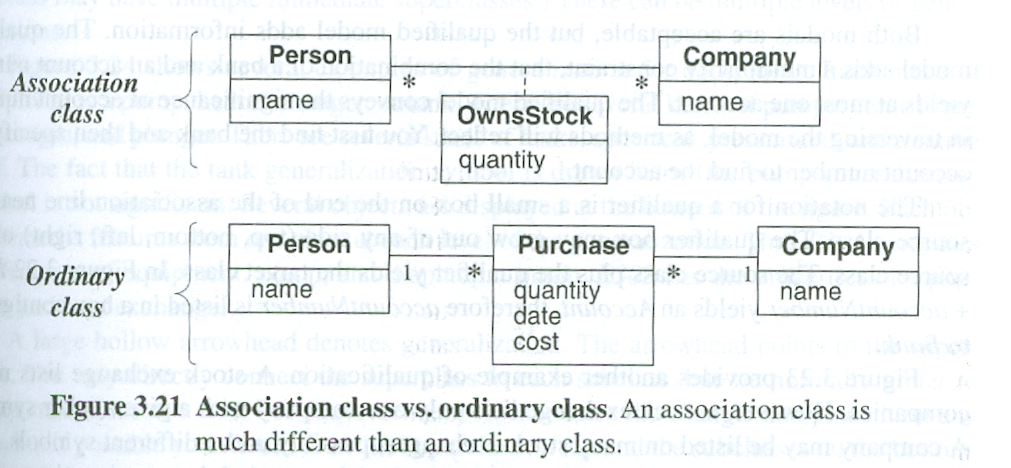 Association
class
Person
name
*
OwnsStock
quantity
*
Company
name
Ordinary
class
Person
name
1
*
Purchase
quantity
date
cost
*
1
Company
name
Figure 3.21 Association class vs. ordinary class. An association class is
much different than an ordinary class.